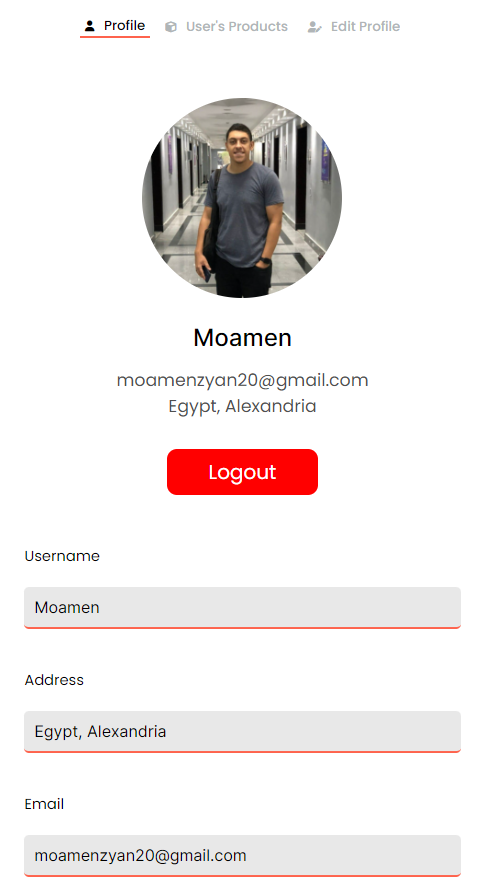 Profile User's Products Edit Profile
Moamen
moamenzyan20@gmail.com
Egypt, Alexandria
Logout
Username
Moamen
Address
Egypt, Alexandria
Email
moamenzyan20@gmail.com